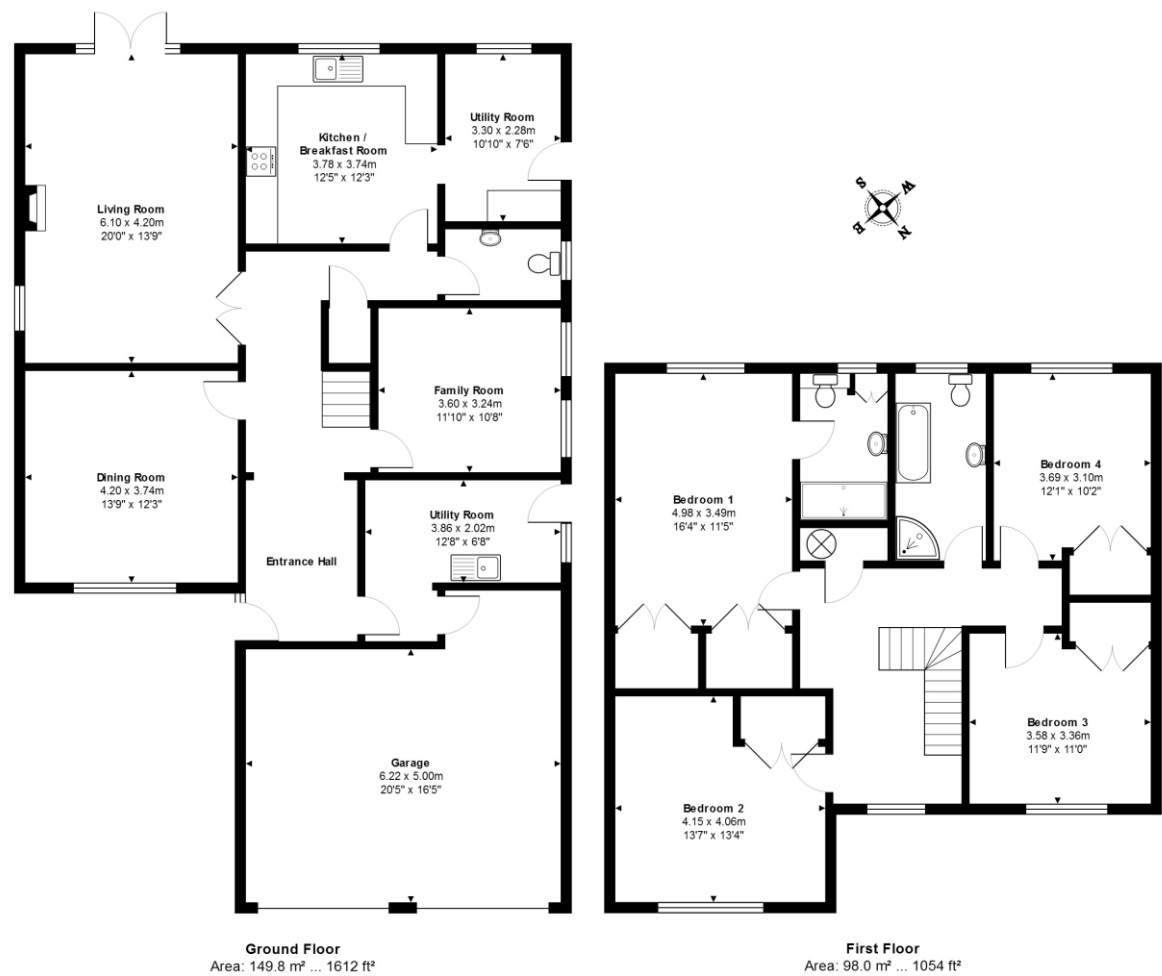 Living Room
6.10 x 4.20m
20'0" x 13'9"
Kitchen /
Breakfast Room
3.78 x 3.74m
12'5" x 12'3"
Utility Room
3.30 x 2.28m
10'10" x 7'6"
Family Room
3.60 x 3.24m
11'10" x 10'8"
Dining Room
4.20 x 3.74m
13'9" x 12'3"
Utility Room
3.86 x 2.02m
12'8" x 6'8"
Entrance Hall
Garage
6.22 x 5.00m
20'5" x 16'5"
Ground Floor
Area: 149.8 m² ... 1612 ft²
S
W
E
N
Bedroom 1
4.98 x 3.49m
16'4" x 11'5"
Bedroom 4
3.69 x 3.10m
12'1" x 10'2"
Bedroom 3
3.58 x 3.36m
11'9" x 11'0"
Bedroom 2
4.15 x 4.06m
13'7" x 13'4"
First Floor
Area: 98.0 m² ... 1054 ft²